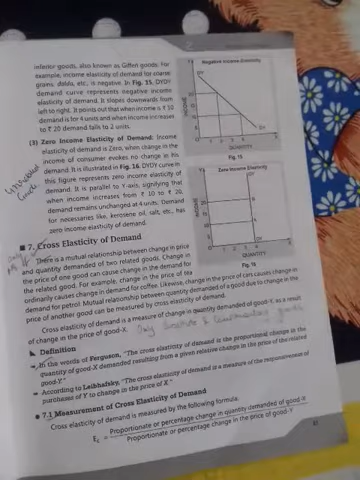 inferior goods, also known as Giffen goods. For
example, income elasticity of demand for coarse
grains, dalda, etc., is negative. In Fig. 15, DYDY
demand curve represents negative income
elasticity of demand. It slopes downwards from
left to right. It points out that when income is ₹ 10
demand is for 4 units and when income increases
to ₹ 20 demand falls to 2 units.
(3) Zero Income Elasticity of Demand: Income
elasticity of demand is Zero, when change in the
income of consumer evokes no change in his
demand. It is illustrated in Fig. 16. DYDY curve in
this figure represents zero income elasticity of
demand. It is parallel to Y axis, signifying that
when income increases from ₹ 10 to ₹ 20,
demand remains unchanged at 4 units. Demand
for necessaries like, kerosene oil, salt, etc., has
zero income elasticity of demand.
Negative Income Elasticity
Y
DY
INCOME
20
10
DY
QUANTITY
X
Fig. 15
Zero Income Elasticity
Y
INCOME
20
10
QUANTITY
X
Fig. 16
■ 7. Cross Elasticity of Demand
There is a mutual relationship between change in price
and quantity demanded of two related goods. Change in
the price of one good can cause change in the demand for
the related good. For example, change in the price of tea
ordinarily causes change in demand for coffee. Likewise, change in the price of cars causes change in
demand for petrol. Mutual relationship between quantity demanded of a good due to change in the
price of another good can be measured by cross elasticity of demand.
Cross elasticity of demand is a measure of change in quantity demanded of good-X, as a result
of change in the price of good-X.
Definition
In the words of Ferguson, "The cross elasticity of demand is the proportional change in the
quantity of good-X demanded resulting from a given relative change in the price of the related
good-Y."
According to Leibhafsky, "The cross elasticity of demand is a measure of the responsiveness of
purchases of Y to change in the price of X."
● 7.1 Measurement of Cross Elasticity of Demand
Cross elasticity of demand is measured by the following formula:
Proportionate or percentage change in quantity demanded of good-X
Ec =
Proportionate or percentage change in the price of good-Y